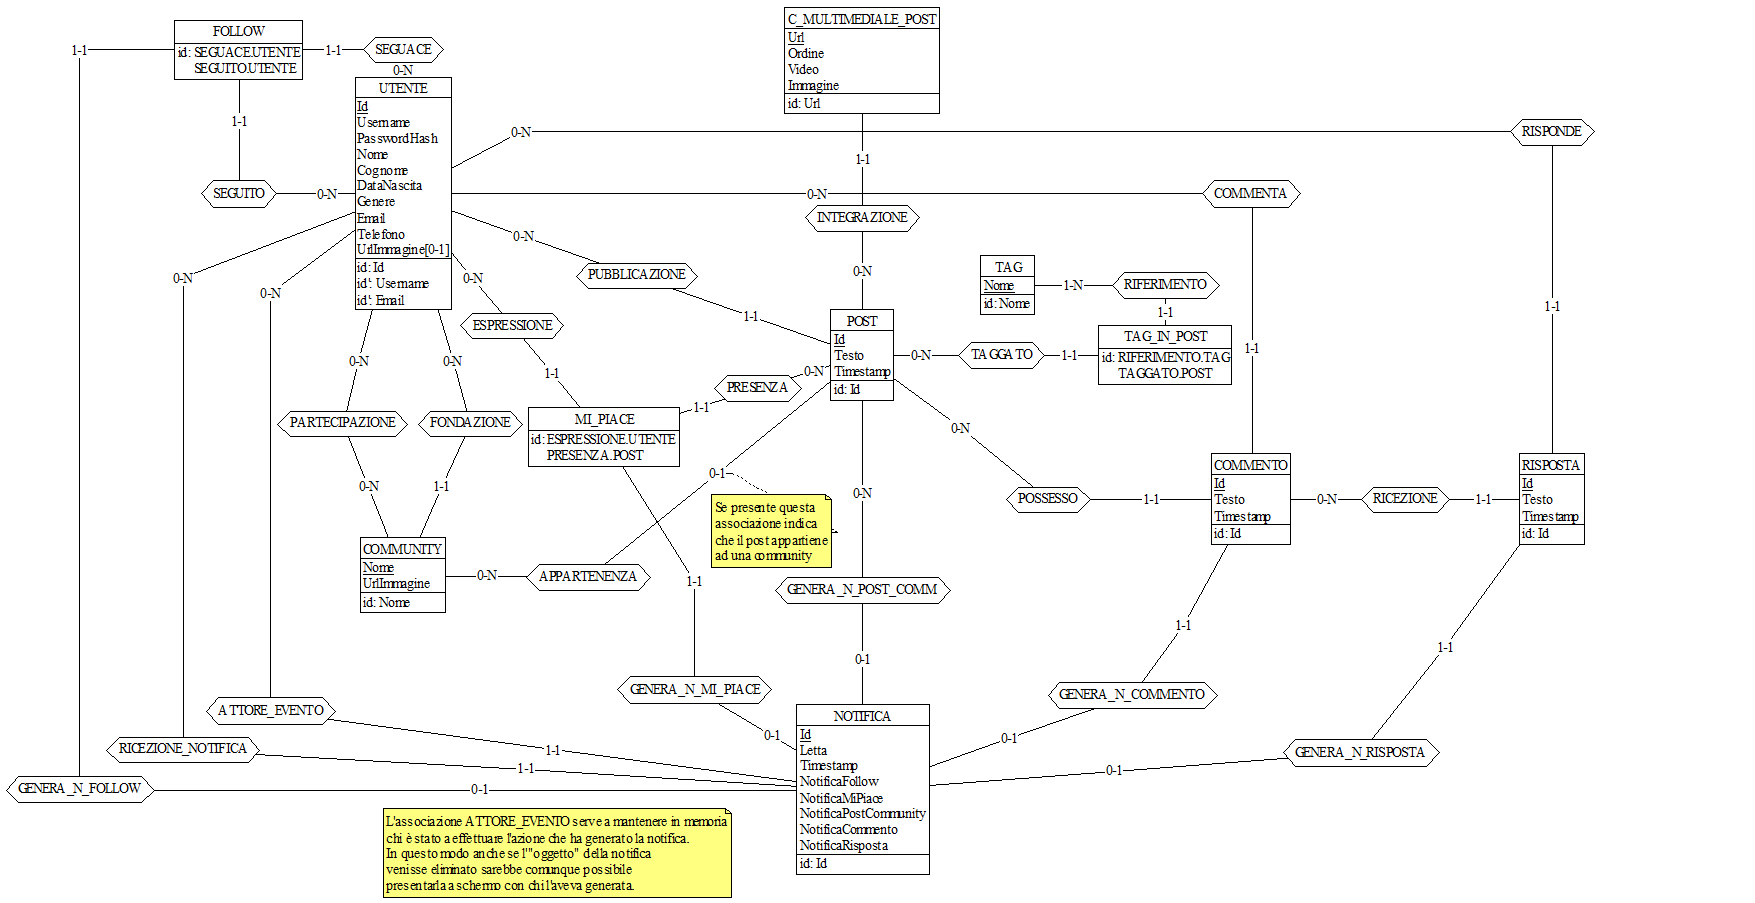 FOLLOW
id: SEGUACE.UTENTE
SEGUITO.UTENTE
1-1
1-1
SEGUACE
0-N
1-1
SEGUITO
0-N
UTENTE
Id
Username
PasswordHash
Nome
Cognome
DataNascita
Genere
Email
Telefono
UrlImmagine[0-1]
id: Id
id': Username
id': Email
C_MULTIMEDIALE_POST
Url
Ordine
Video
Immagine
id: Url
1-1
INTEGRAZIONE
0-N
0-N
RISPONDE
1-1
0-N
COMMENTA
1-1
0-N
PUBBLICAZIONE
1-1
0-N
ESPRESSIONE
1-1
TAG
Nome
id: Nome
1-N
RIFERIMENTO
1-1
TAG_IN_POST
id: RIFERIMENTO.TAG
TAGGATO.POST
POST
Id
Testo
Timestamp
id: Id
0-N
TAGGATO
1-1
0-N
PRESENZA
1-1
MI_PIACE
id: ESPRESSIONE.UTENTE
PRESENZA.POST
0-N
0-N
0-N
PARTECIPAZIONE
0-N
0-N
FONDAZIONE
1-1
COMMUNITY
Nome
UrlImmagine
id: Nome
0-N
APPARTENENZA
0-1
Se presente questa
associazione indica
che il post appartiene
ad una community
0-N
POSSESSO
1-1
COMMENTO
Id
Testo
Timestamp
id: Id
0-N
RICEZIONE
1-1
RISPOSTA
Id
Testo
Timestamp
id: Id
0-N
GENERA_N_POST_COMM
0-1
1-1
GENERA_N_MI_PIACE
0-1
1-1
GENERA_N_COMMENTO
0-1
1-1
GENERA_N_RISPOSTA
0-1
ATTORE_EVENTO
1-1
RICEZIONE_NOTIFICA
1-1
GENERA_N_FOLLOW
0-1
NOTIFICA
Id
Letta
Timestamp
NotificaFollow
NotificaMiPiace
NotificaPostCommunity
NotificaCommento
NotificaRisposta
id: Id
L'associazione ATTORE_EVENTO serve a mantenere in memoria
chi è stato a effettuare l'azione che ha generato la notifica.
In questo modo anche se l'"oggetto" della notifica
venisse eliminato sarebbe comunque possibile
presentarla a schermo con chi l'aveva generata.